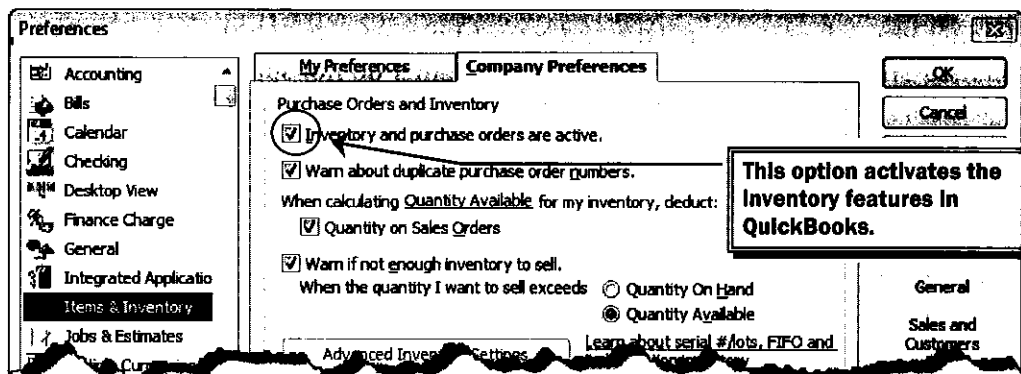 Preferences
Accounting
Bills
Calendar
Checking
Desktop View
Finance Charge
General
Integrated Applicatio
Items & Inventory
Jobs & Estimates
My Preferences
Company Preferences
Purchase Orders and Inventory
Inventory and purchase orders are active.
Warn about duplicate purchase order numbers.
When calculating Quantity Available for my inventory, deduct:
Quantity on Sales Orders
Warn if not enough inventory to sell.
When the quantity I want to sell exceeds
Quantity On Hand
Quantity Available
Learn about serial #/lots, FIFO and
OK
Cancel
This option activates the
Inventory features in
QuickBooks.
General
Sales and
Customers